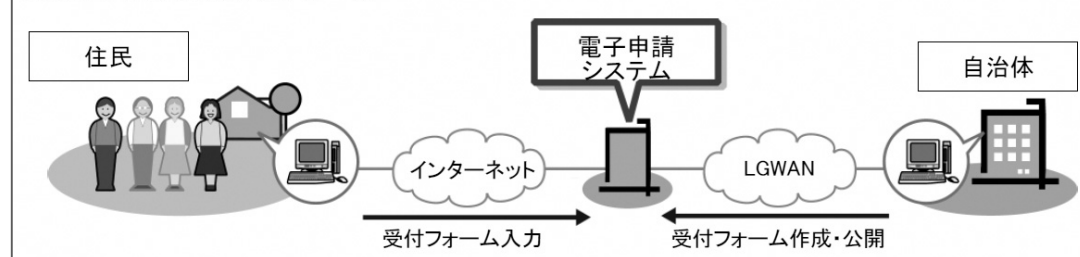 住民
電子申請
システム
自治体
インターネット
LGWAN
受付フォーム入力
受付フォーム作成・公開